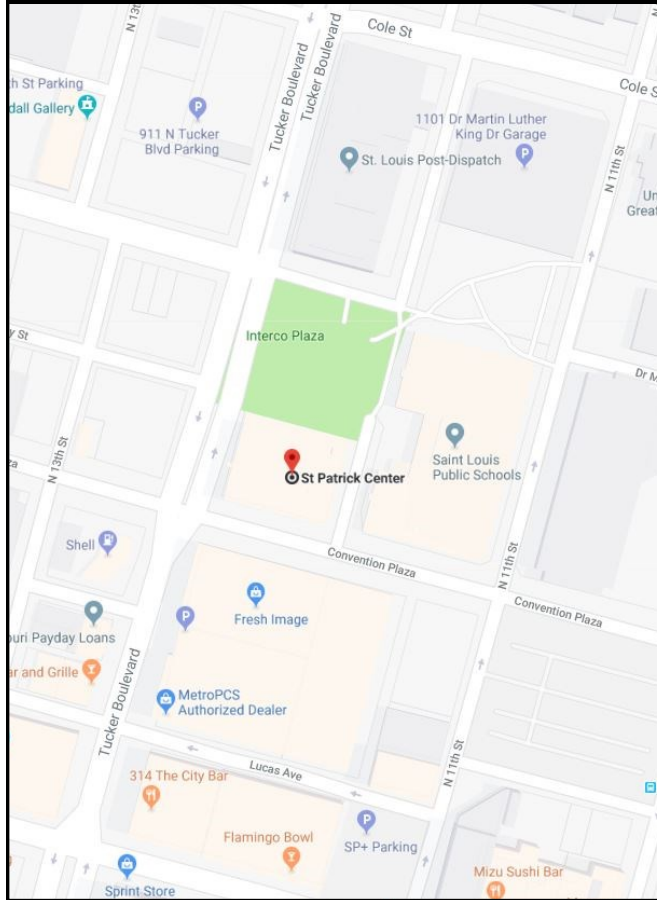 N 13th
Tucker Boulevard
Tucker Boulevard
Cole St
Cole S
th St Parking
dall Gallery
P
911 N Tucker
Blvd Parking
1101 Dr Martin Luther
King Dr Garage
P
St. Louis Post-Dispatch
N 11th St
Un
Great
Interco Plaza
y St
Dr M
N 13th St
Saint Louis
Public Schools
St Patrick Center
za
Shell
Convention Plaza
N 11th St
Convention Plaza
Fresh Image
P
ouri Payday Loans
ar and Grille
MetroPCS
Authorized Dealer
Tucker Boulevard
Lucas Ave
N 11th St
314 The City Bar
P
SP+ Parking
Flamingo Bowl
Mizu Sushi Bar
Sprint Store